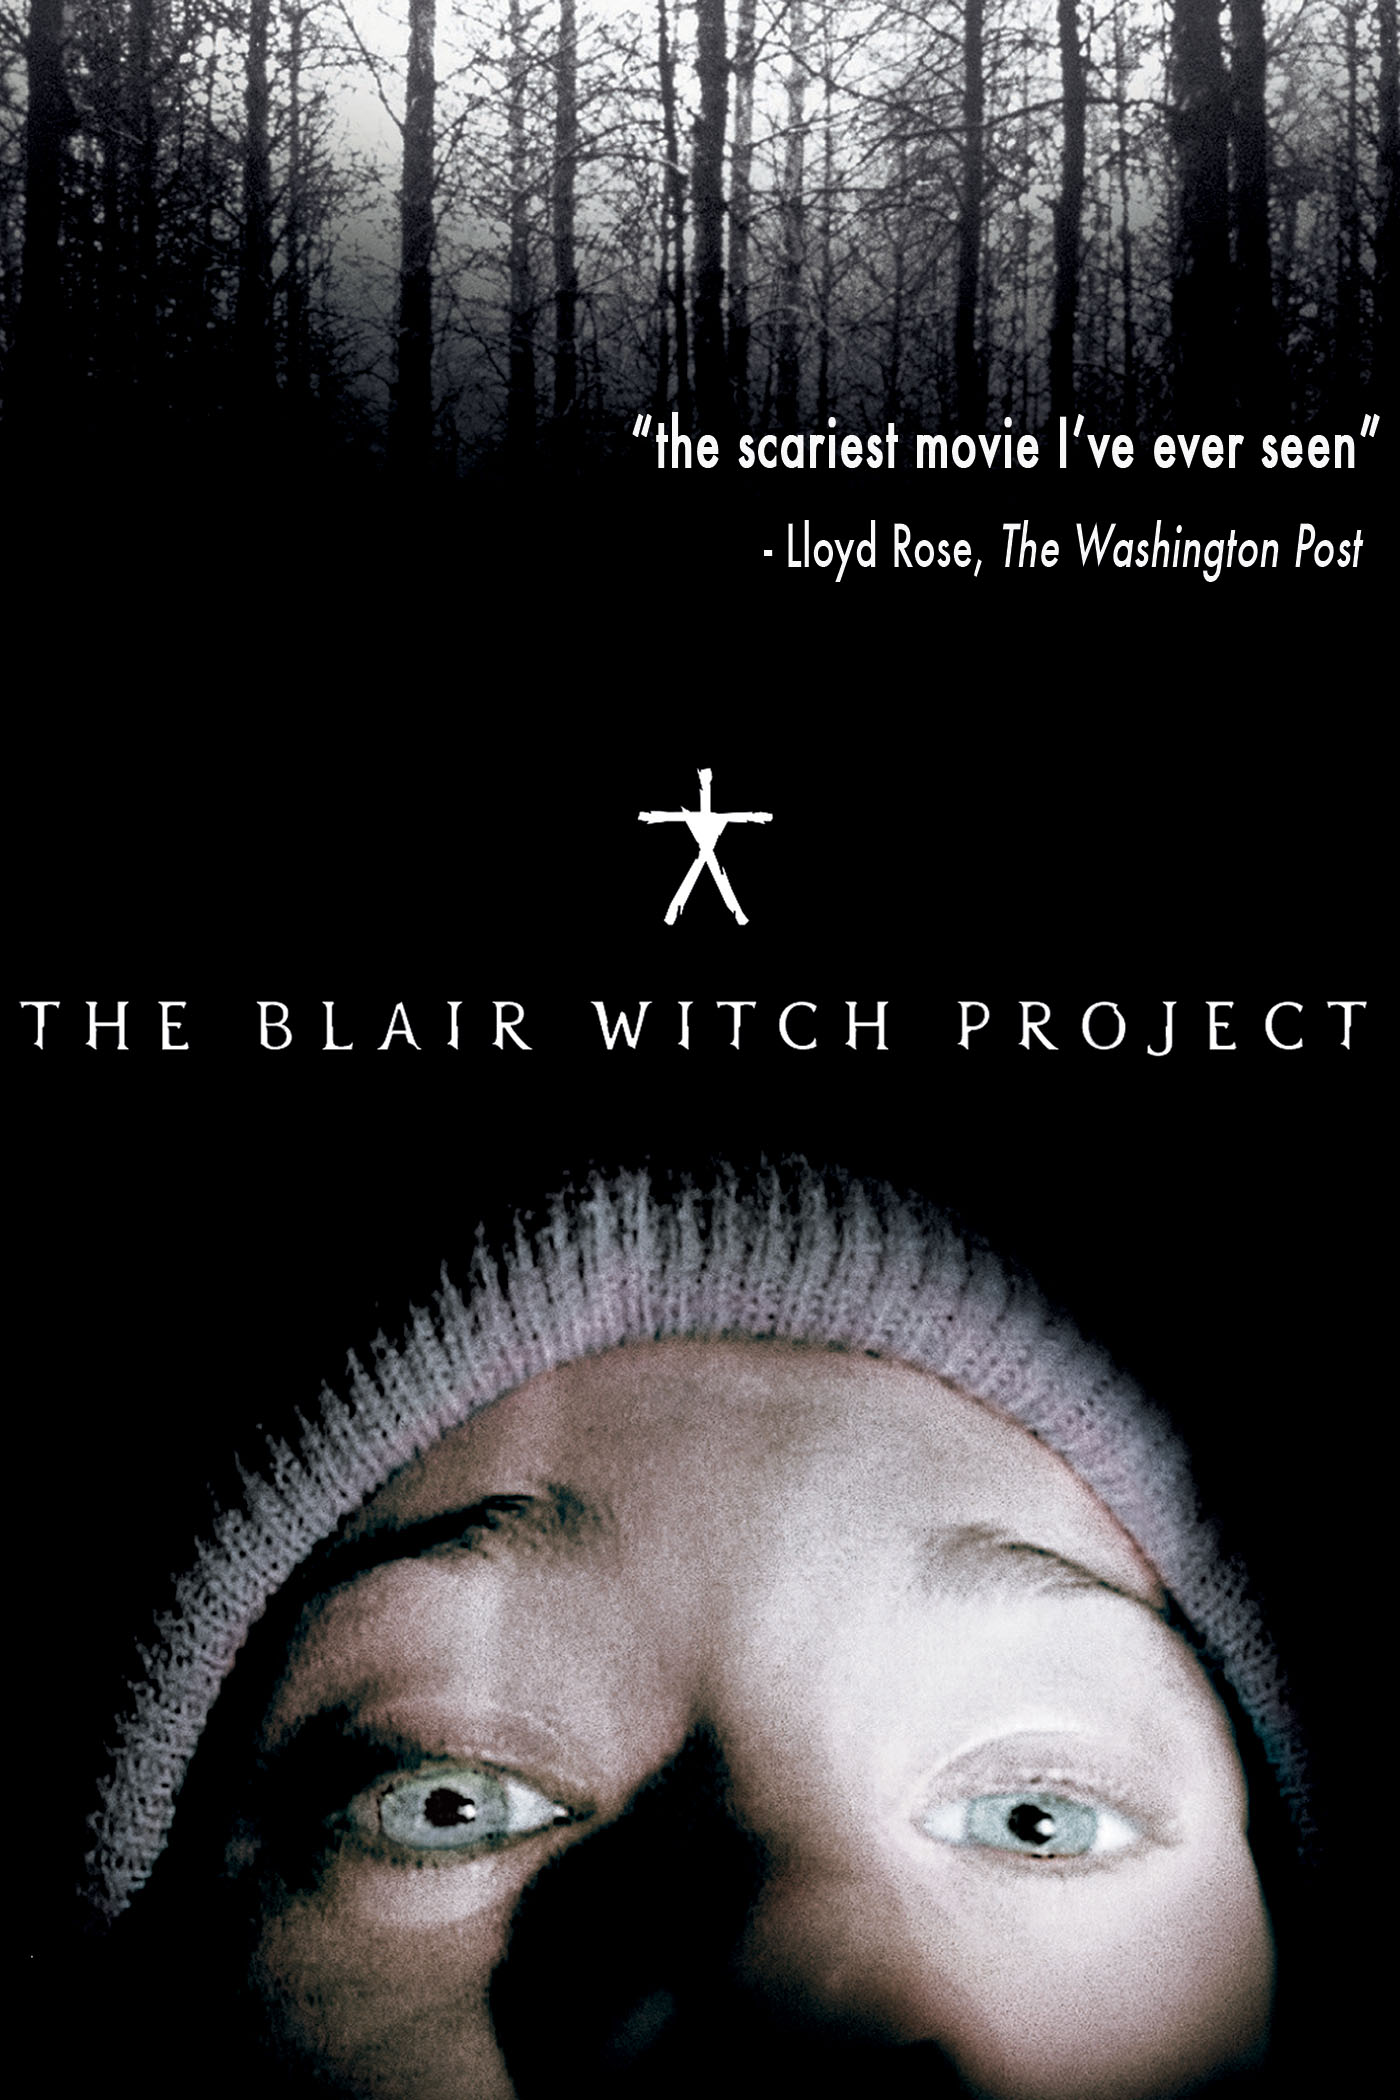 “the scariest movie I’ve ever seen”
- Lloyd Rose, The Washington Post
THE BLAIR WITCH PROJECT